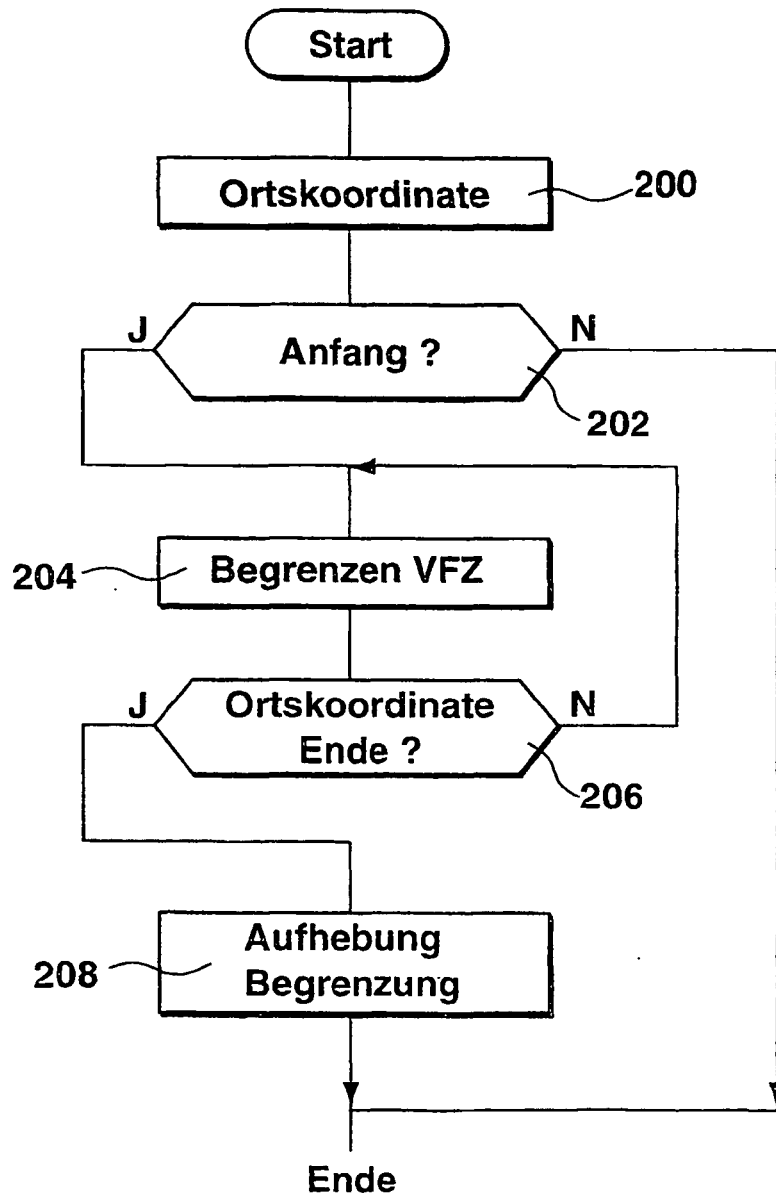 Start
Ortskoordinate
200
J
Anfang ?
N
202
204
Begrenzen VFZ
J
Ortskoordinate
Ende ?
N
206
208
Aufhebung
Begrenzung
Ende